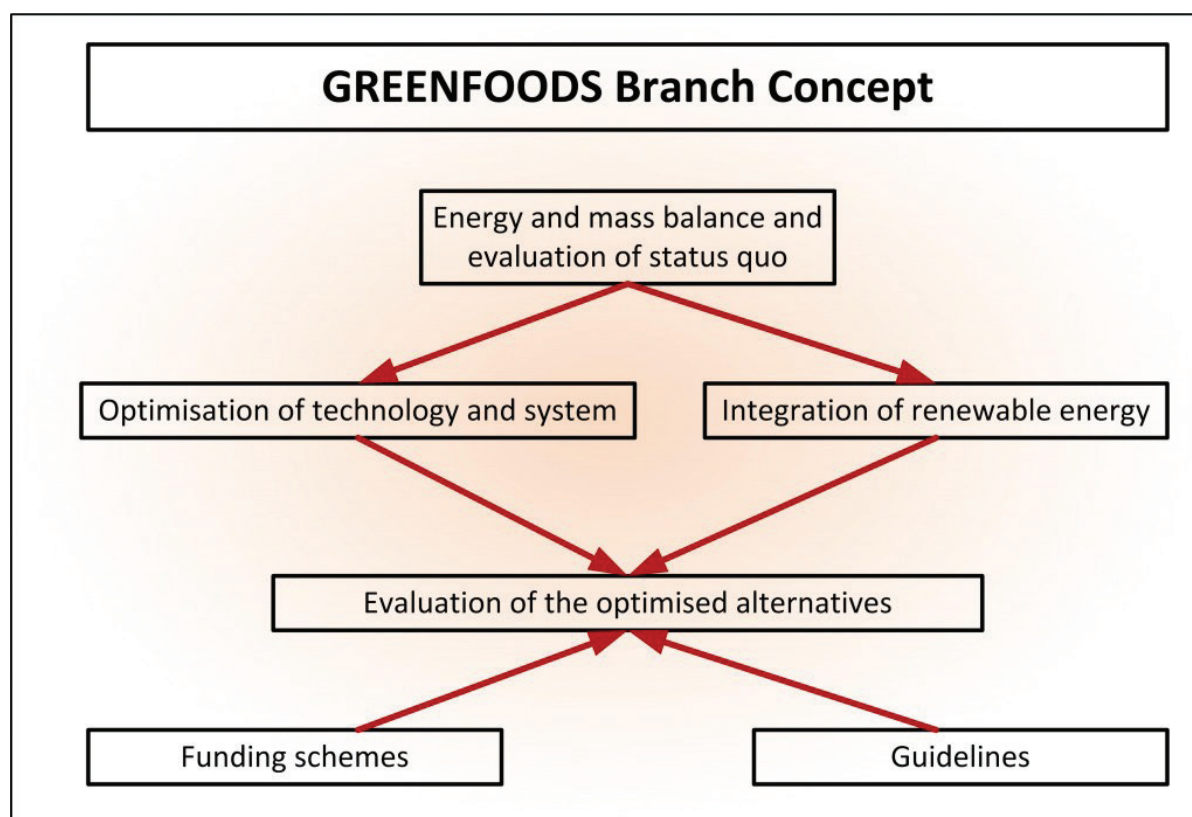 GREENFOODS Branch Concept
Energy and mass balance and
evaluation of status quo
Optimisation of technology and system
Integration of renewable energy
Evaluation of the optimised alternatives
Funding schemes
Guidelines